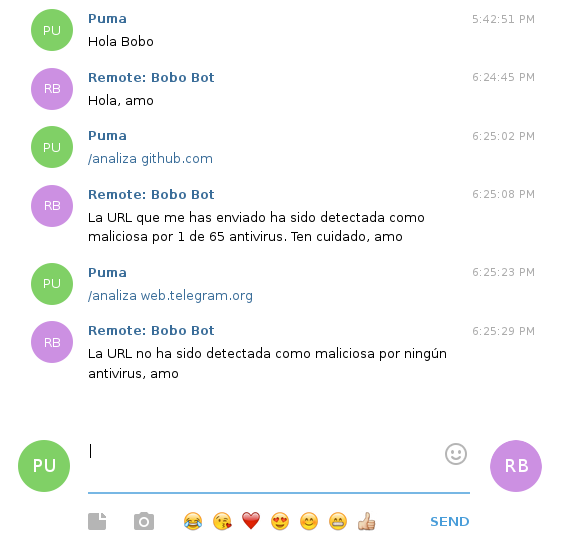 PU
Puma 5:42:51 PM
Hola Bobo
RB
Remote: Bobo Bot 6:24:45 PM
Hola, amo
PU
Puma 6:25:02 PM
/analiza github.com
RB
Remote: Bobo Bot 6:25:08 PM
La URL que me has enviado ha sido detectada como
maliciosa por 1 de 65 antivirus. Ten cuidado, amo
PU
Puma 6:25:23 PM
/analiza web.telegram.org
RB
Remote: Bobo Bot 6:25:29 PM
La URL no ha sido detectada como maliciosa por ningún
antivirus, amo
PU
RB
SEND